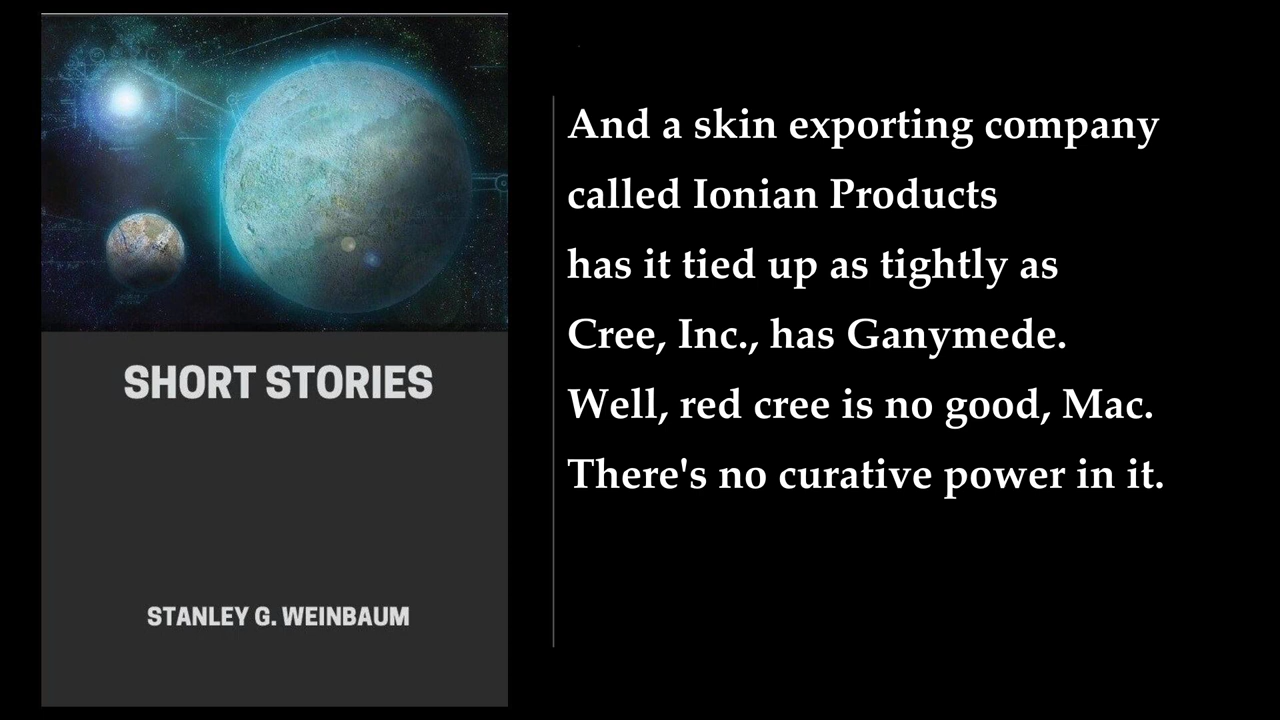 SHORT STORIES
STANLEY G. WEINBAUM
And a skin exporting company
called Ionian Products
has it tied up as tightly as
Cree, Inc., has Ganymede.
Well, red cree is no good, Mac.
There's no curative power in it.